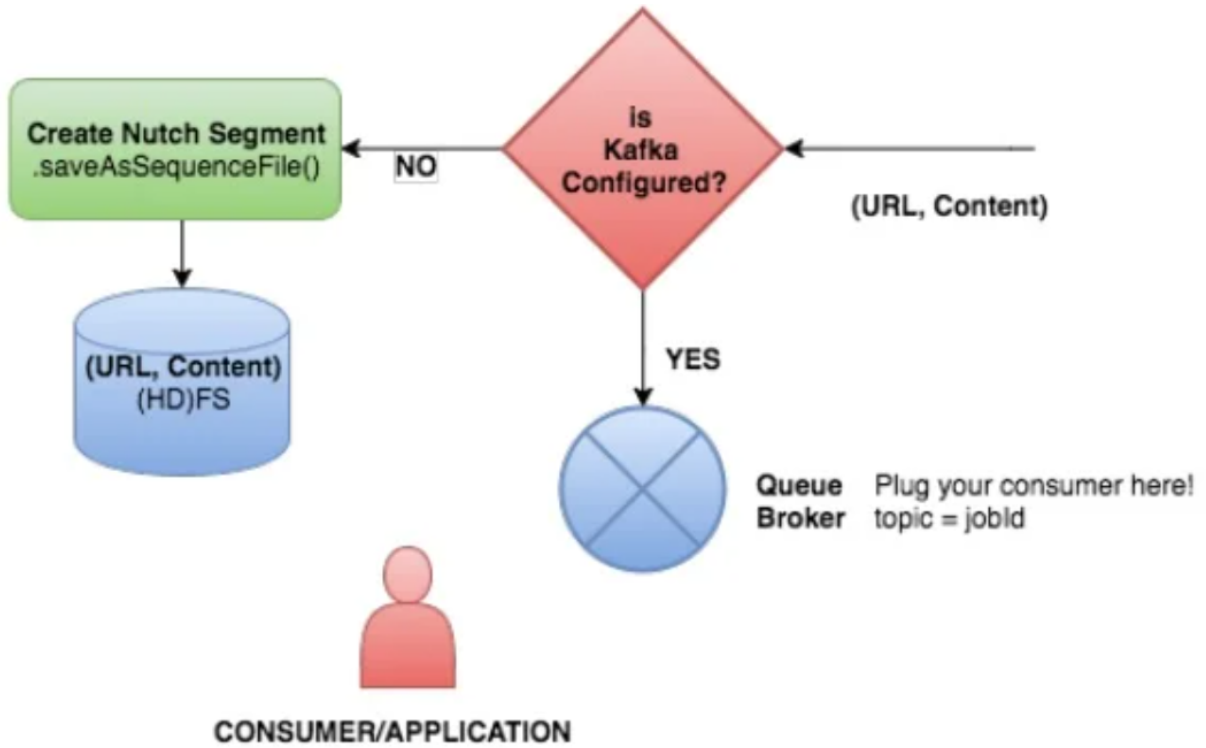 is
Kafka
Configured?
Create Nutch Segment
.saveAsSequenceFile()
NO
(URL, Content)
YES
(URL, Content)
(HD)FS
Queue Plug your consumer here!
Broker topic = jobId
CONSUMER/APPLICATION